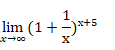 lim (1 + 1/x)^{x+5}
x→∞